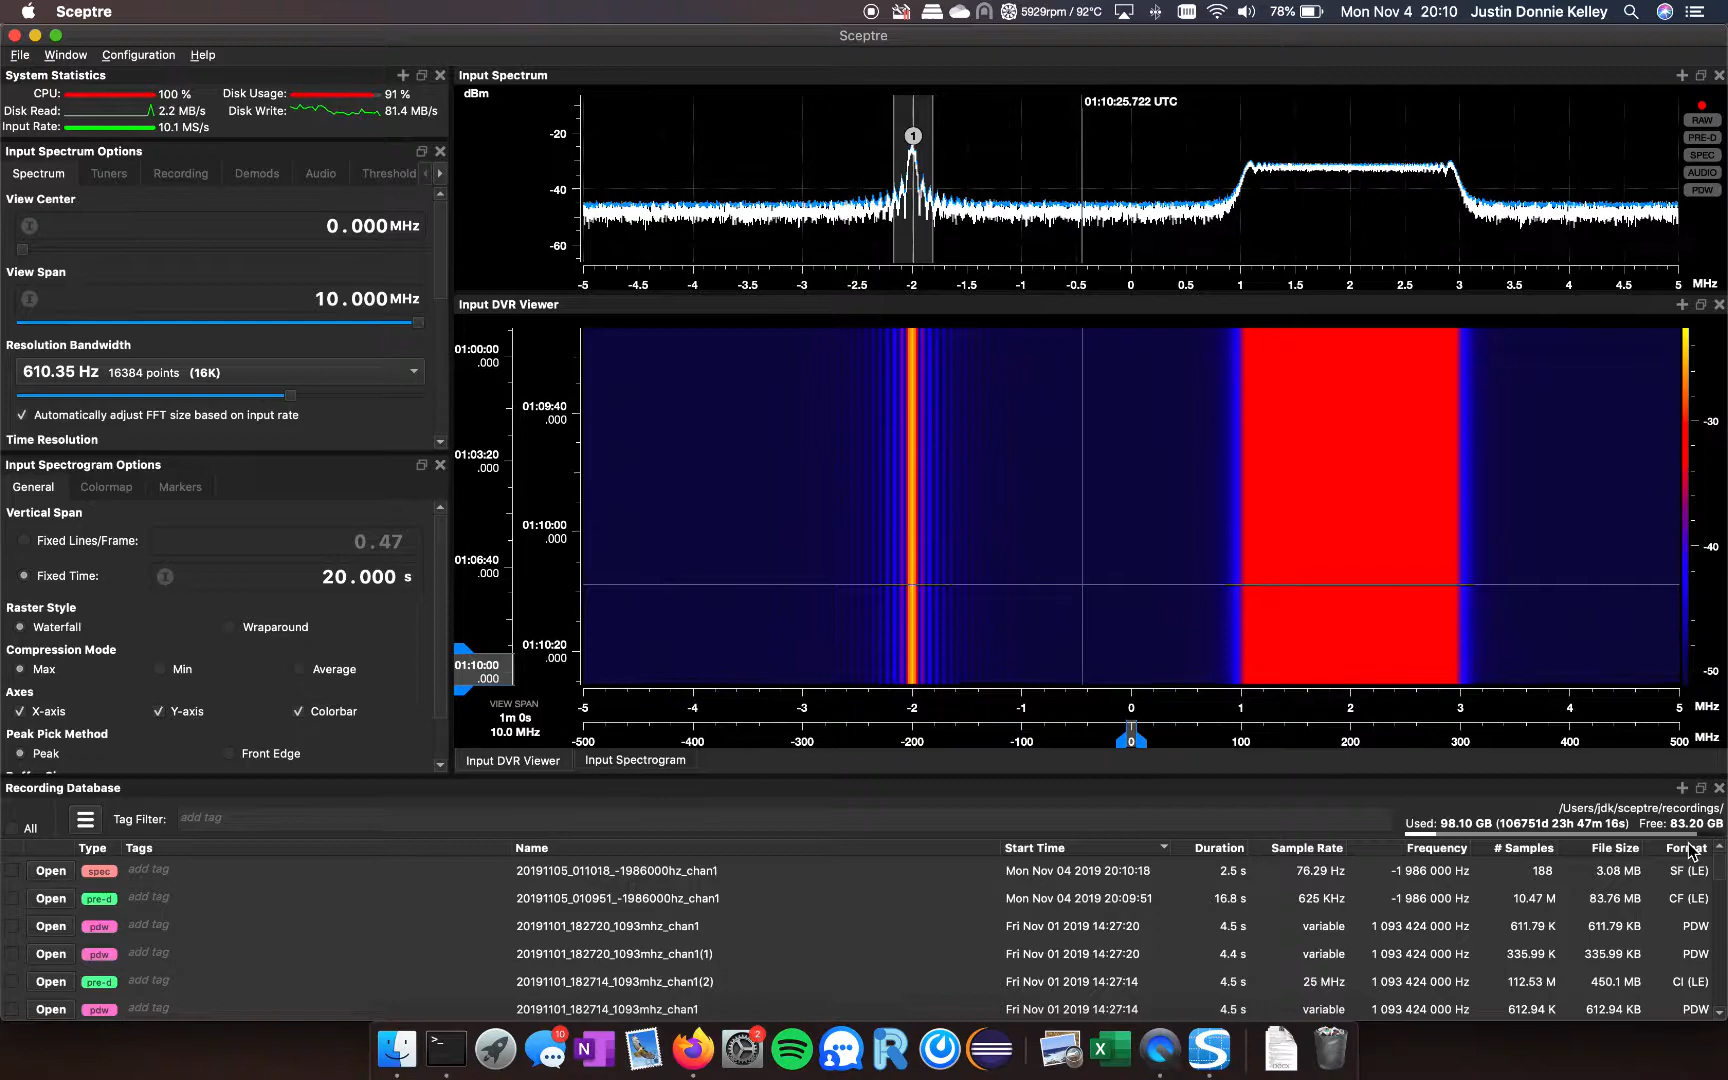 Sceptre
5929rpm / 92°C
78%
Mon Nov 4 20:10
Justin Donnie Kelley
Sceptre
File Window Configuration Help
System Statistics
CPU: 100 % Disk Usage: 91 %
Disk Read: 2.2 MB/s Disk Write: 81.4 MB/s
Input Rate: 10.1 MS/s
Input Spectrum Options
Spectrum Tuners Recording Demods Audio Threshold
View Center
0.000 MHz
View Span
10.000 MHz
Resolution Bandwidth
610.35 Hz 16384 points (16K)
Automatically adjust FFT size based on input rate
Time Resolution
Input Spectrogram Options
General Colormap Markers
Vertical Span
Fixed Lines/Frame: 0.47
Fixed Time: 20.000 s
Raster Style
Waterfall Wraparound
Compression Mode
Max Min Average
Axes
X-axis Y-axis Colorbar
Peak Pick Method
Peak Front Edge
Input Spectrum
dBm
01:10:25.722 UTC
1
RAW
PRE-D
SPEC
AUDIO
PDW
-20
-40
-60
-5 -4.5 -4 -3.5 -3 -2.5 -2 -1.5 -1 -0.5 0 0.5 1 1.5 2 2.5 3 3.5 4 4.5 5 MHz
Input DVR Viewer
01:00:00
.000
01:03:20
.000
01:06:40
.000
01:10:00
.000
01:09:40
.000
01:10:00
.000
01:10:20
.000
-30
-40
-50
VIEW SPAN
1m 0s
10.0 MHz
-5 -4 -3 -2 -1 0 1 2 3 4 5 MHz
-500 -400 -300 -200 -100 0 100 200 300 400 500 MHz
Input DVR Viewer Input Spectrogram
Recording Database
/Users/jdk/sceptre/recordings/
All Tag Filter: add tag
Used: 98.10 GB (106751d 23h 47m 16s) Free: 83.20 GB
Type Tags Name Start Time Duration Sample Rate Frequency # Samples File Size Format
Open spec add tag 20191105_011018_-1986000hz_chan1 Mon Nov 04 2019 20:10:18 2.5 s 76.29 Hz -1 986 000 Hz 188 3.08 MB SF (LE)
Open pre-d add tag 20191105_010951_-1986000hz_chan1 Mon Nov 04 2019 20:09:51 16.8 s 625 KHz -1 986 000 Hz 10.47 M 83.76 MB CF (LE)
Open pdw add tag 20191101_182720_1093mhz_chan1 Fri Nov 01 2019 14:27:20 4.5 s variable 1 093 424 000 Hz 611.79 K 611.79 KB PDW
Open pdw add tag 20191101_182720_1093mhz_chan1(1) Fri Nov 01 2019 14:27:20 4.4 s variable 1 093 424 000 Hz 335.99 K 335.99 KB PDW
Open pre-d add tag 20191101_182714_1093mhz_chan1(2) Fri Nov 01 2019 14:27:14 4.5 s 25 MHz 1 093 424 000 Hz 112.53 M 450.1 MB CI (LE)
Open pdw add tag 20191101_182714_1093mhz_chan1 Fri Nov 01 2019 14:27:14 4.5 s variable 1 093 424 000 Hz 612.94 K 612.94 KB PDW
10
2